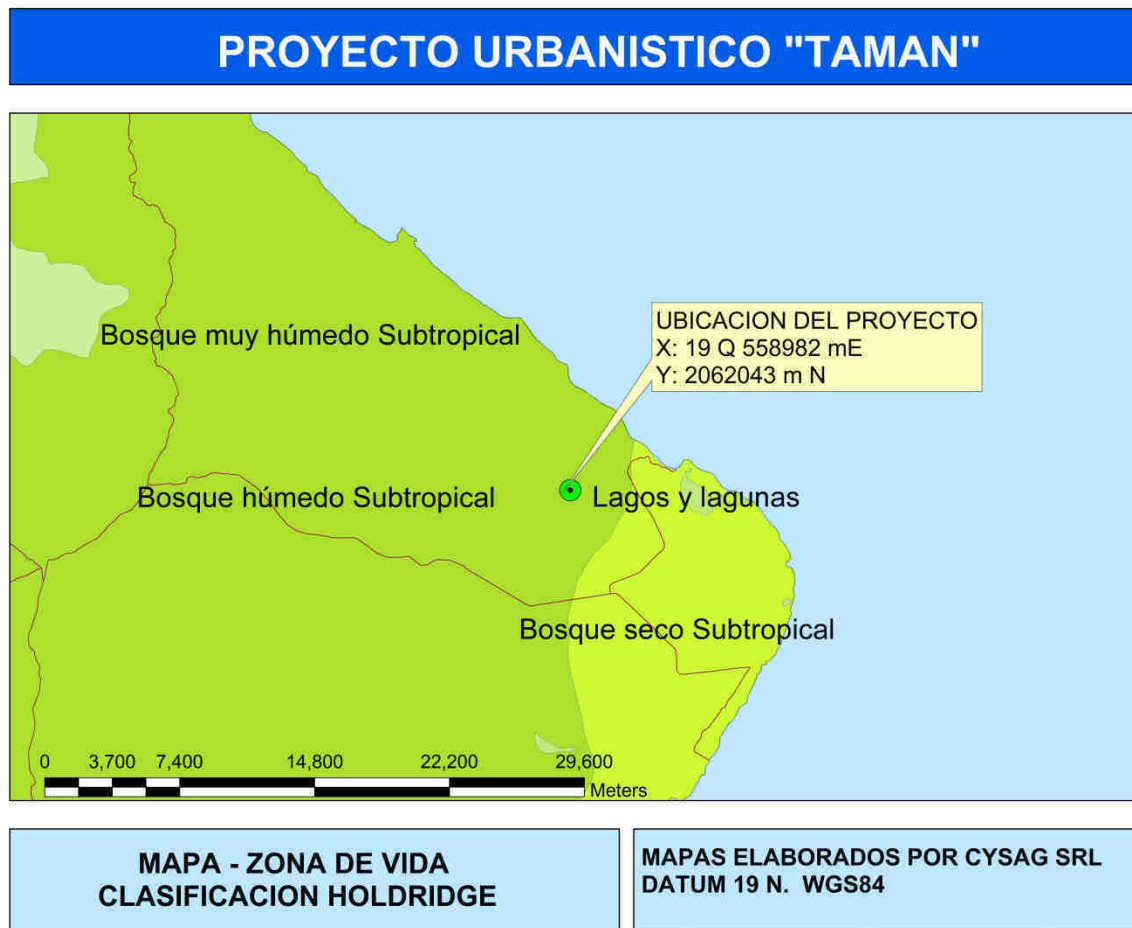 PROYECTO URBANISTICO "TAMAN"
Bosque muy húmedo Subtropical
UBICACION DEL PROYECTO
X: 19 Q 558982 mE
Y: 2062043 m N
Bosque húmedo Subtropical
Lagos y lagunas
Bosque seco Subtropical
0 3,700 7,400 14,800 22,200 29,600
Meters
MAPA - ZONA DE VIDA
CLASIFICACION HOLDRIDGE
MAPAS ELABORADOS POR CYSAG SRL
DATUM 19 N. WGS84